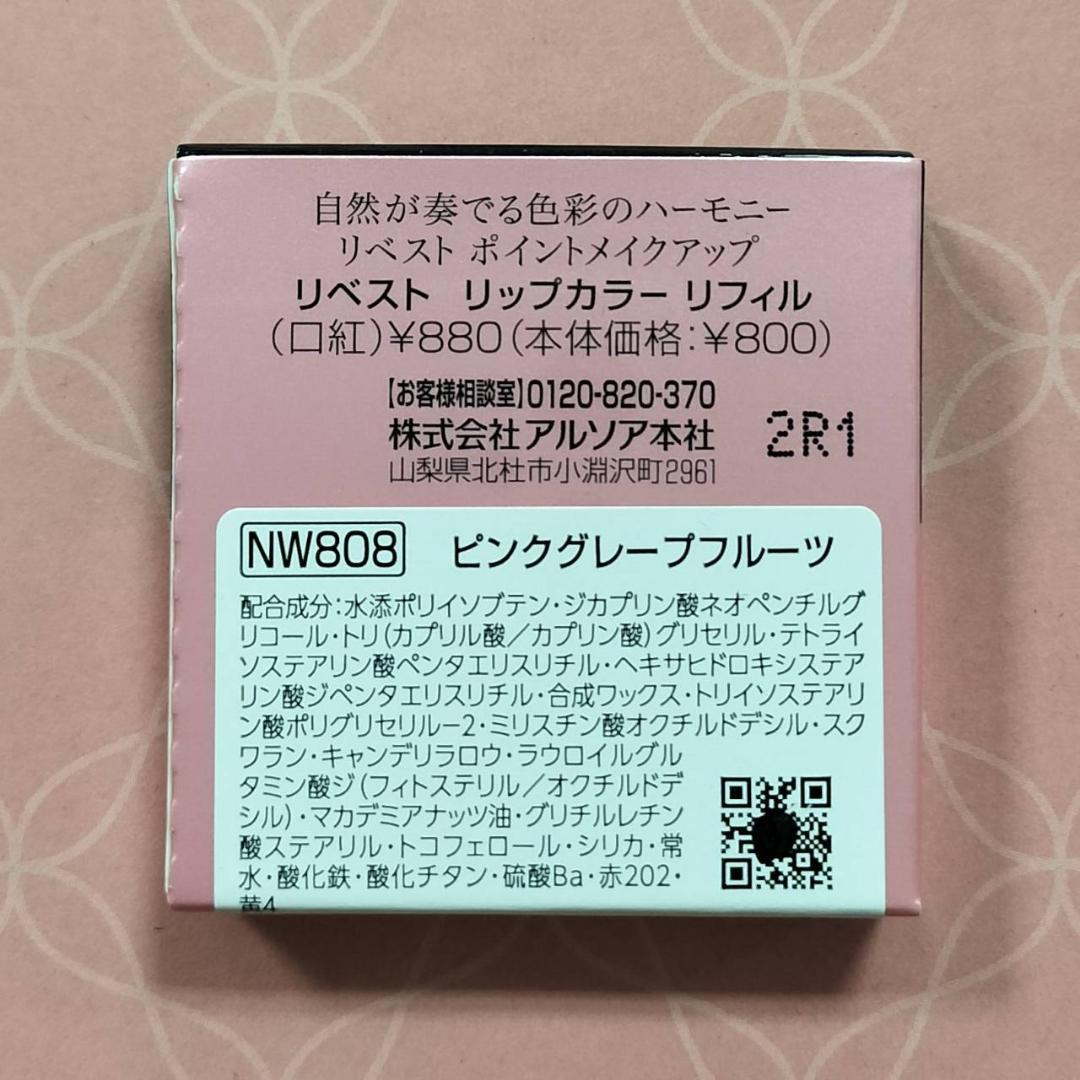 自然が奏でる色彩のハーモニー
リベスト ポイントメイクアップ
リベスト リップカラー リフィル
(口紅)¥880(本体価格:¥800)
【お客様相談室】0120-820-370
株式会社アルソア本社
2R1
山梨県北杜市小淵沢町2961
NW808 ピンクグレープフルーツ
配合成分:水添ポリイソブテン・ジカプリン酸ネオペンチルグ
リコール・トリ(カプリル酸/カプリン酸)グリセリル・テトライ
ソステアリン酸ペンタエリスリチル・ヘキサヒドロキシステア
リン酸ジペンタエリスリチル・合成ワックス・トリイソステアリ
ン酸ポリグリセリル-2・ミリスチン酸オクチルドデシル・スク
ワラン・キャンデリラロウ・ラウロイルグル
タミン酸ジ(フィトステリル/オクチルドデ
シル)・マカデミアナッツ油・グリチルレチン
酸ステアリル・トコフェロール・シリカ・常
水・酸化鉄・酸化チタン・硫酸Ba・赤202・
黄4